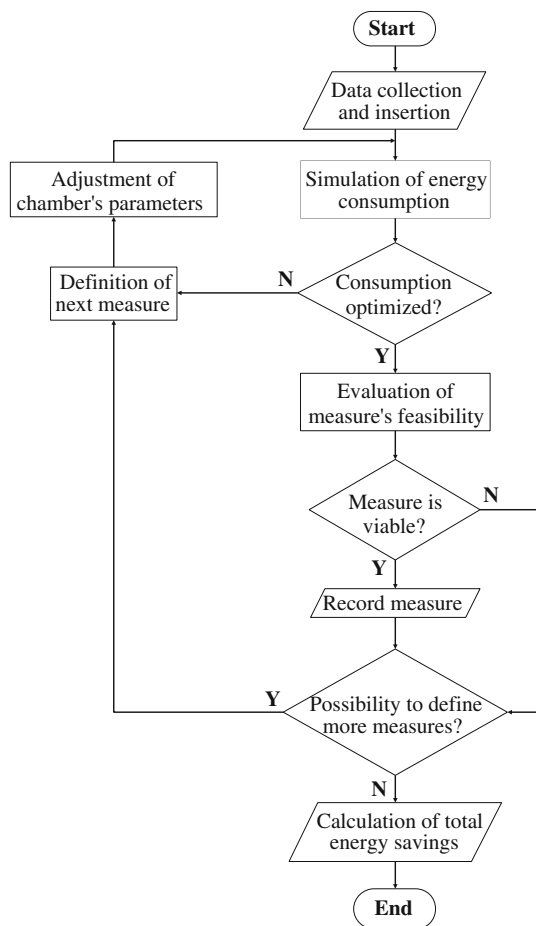 Start
Data collection
and insertion
Adjustment of
chamber's parameters
Simulation of energy
consumption
Definition of
next measure
N
Consumption
optimized?
Y
Evaluation of
measure's feasibility
Measure is
viable?
N
Y
Record measure
Y
Possibility to define
more measures?
N
Calculation of total
energy savings
End